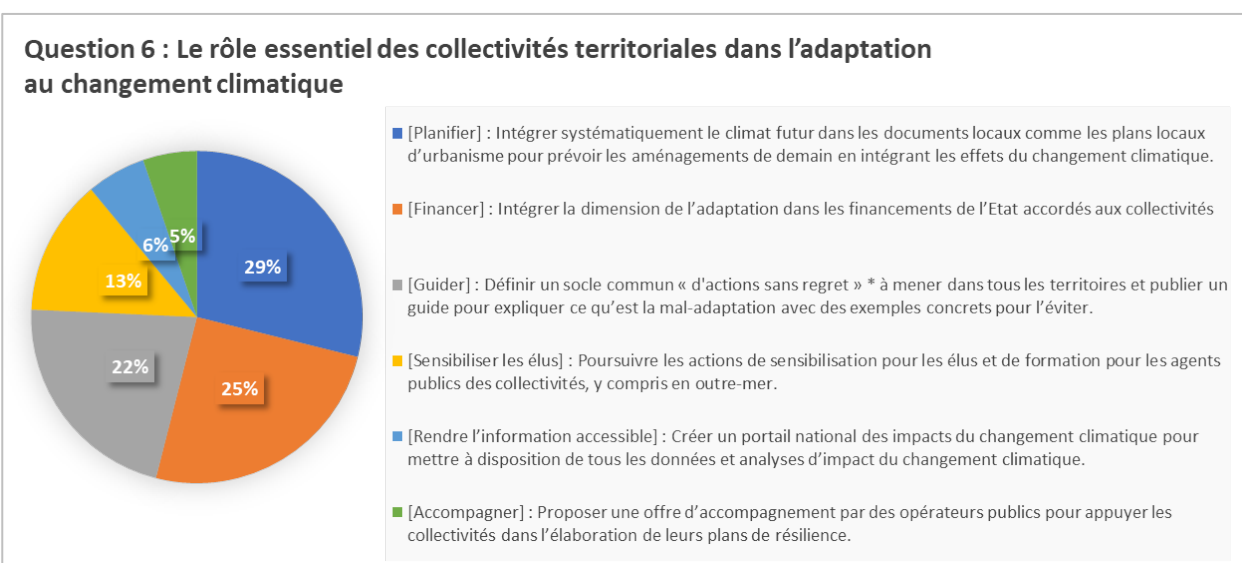 Question 6 : Le rôle essentiel des collectivités territoriales dans l’adaptation
au changement climatique
[Planifier] : Intégrer systématiquement le climat futur dans les documents locaux comme les plans locaux
d’urbanisme pour prévoir les aménagements de demain en intégrant les effets du changement climatique.
[Financer] : Intégrer la dimension de l’adaptation dans les financements de l’Etat accordés aux collectivités
[Guider] : Définir un socle commun « d'actions sans regret » * à mener dans tous les territoires et publier un
guide pour expliquer ce qu’est la mal-adaptation avec des exemples concrets pour l’éviter.
[Sensibiliser les élus] : Poursuivre les actions de sensibilisation pour les élus et de formation pour les agents
publics des collectivités, y compris en outre-mer.
[Rendre l’information accessible] : Créer un portail national des impacts du changement climatique pour
mettre à disposition de tous les données et analyses d’impact du changement climatique.
[Accompagner] : Proposer une offre d’accompagnement par des opérateurs publics pour appuyer les
collectivités dans l’élaboration de leurs plans de résilience.
29%
25%
22%
13%
6%
5%